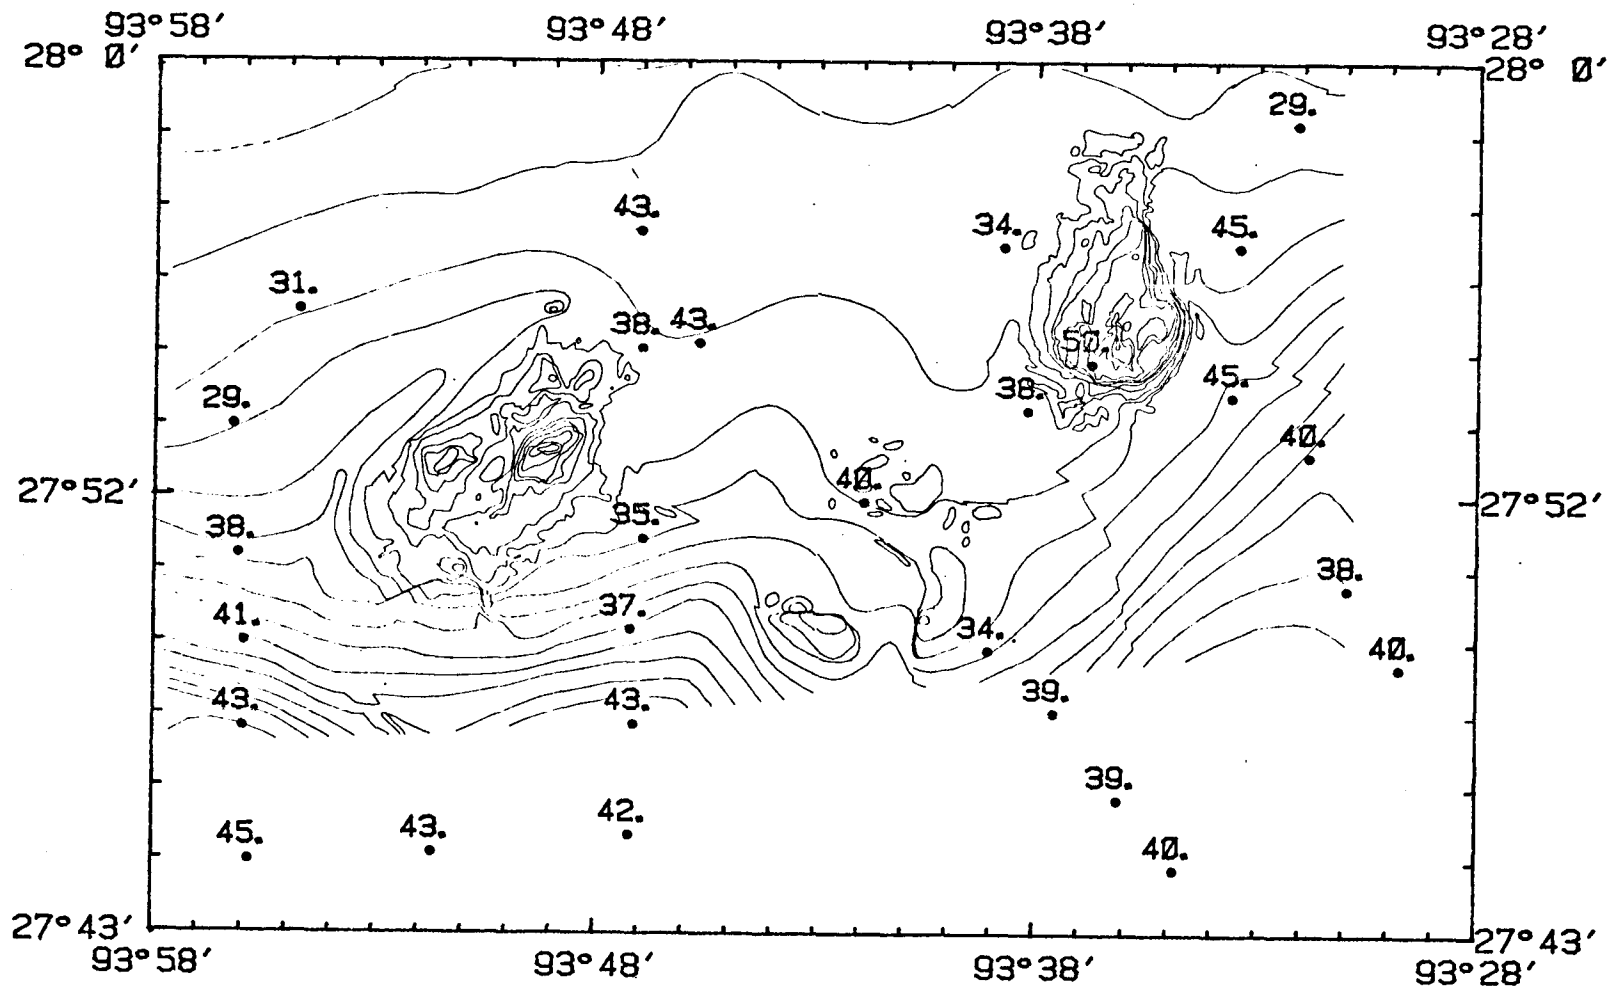 93°58′ 93°48′ 93°38′ 93°28′
28° 0′ 28° 0′
29.
43. 34. 45.
31.
38. 43. 50.
29. 38. 45.
40.
27°52′ 40. 27°52′
38. 35.
38.
41. 37. 34.
40.
43. 43. 39.
39.
45. 43. 42.
40.
27°43′ 27°43′
93°58′ 93°48′ 93°38′ 93°28′